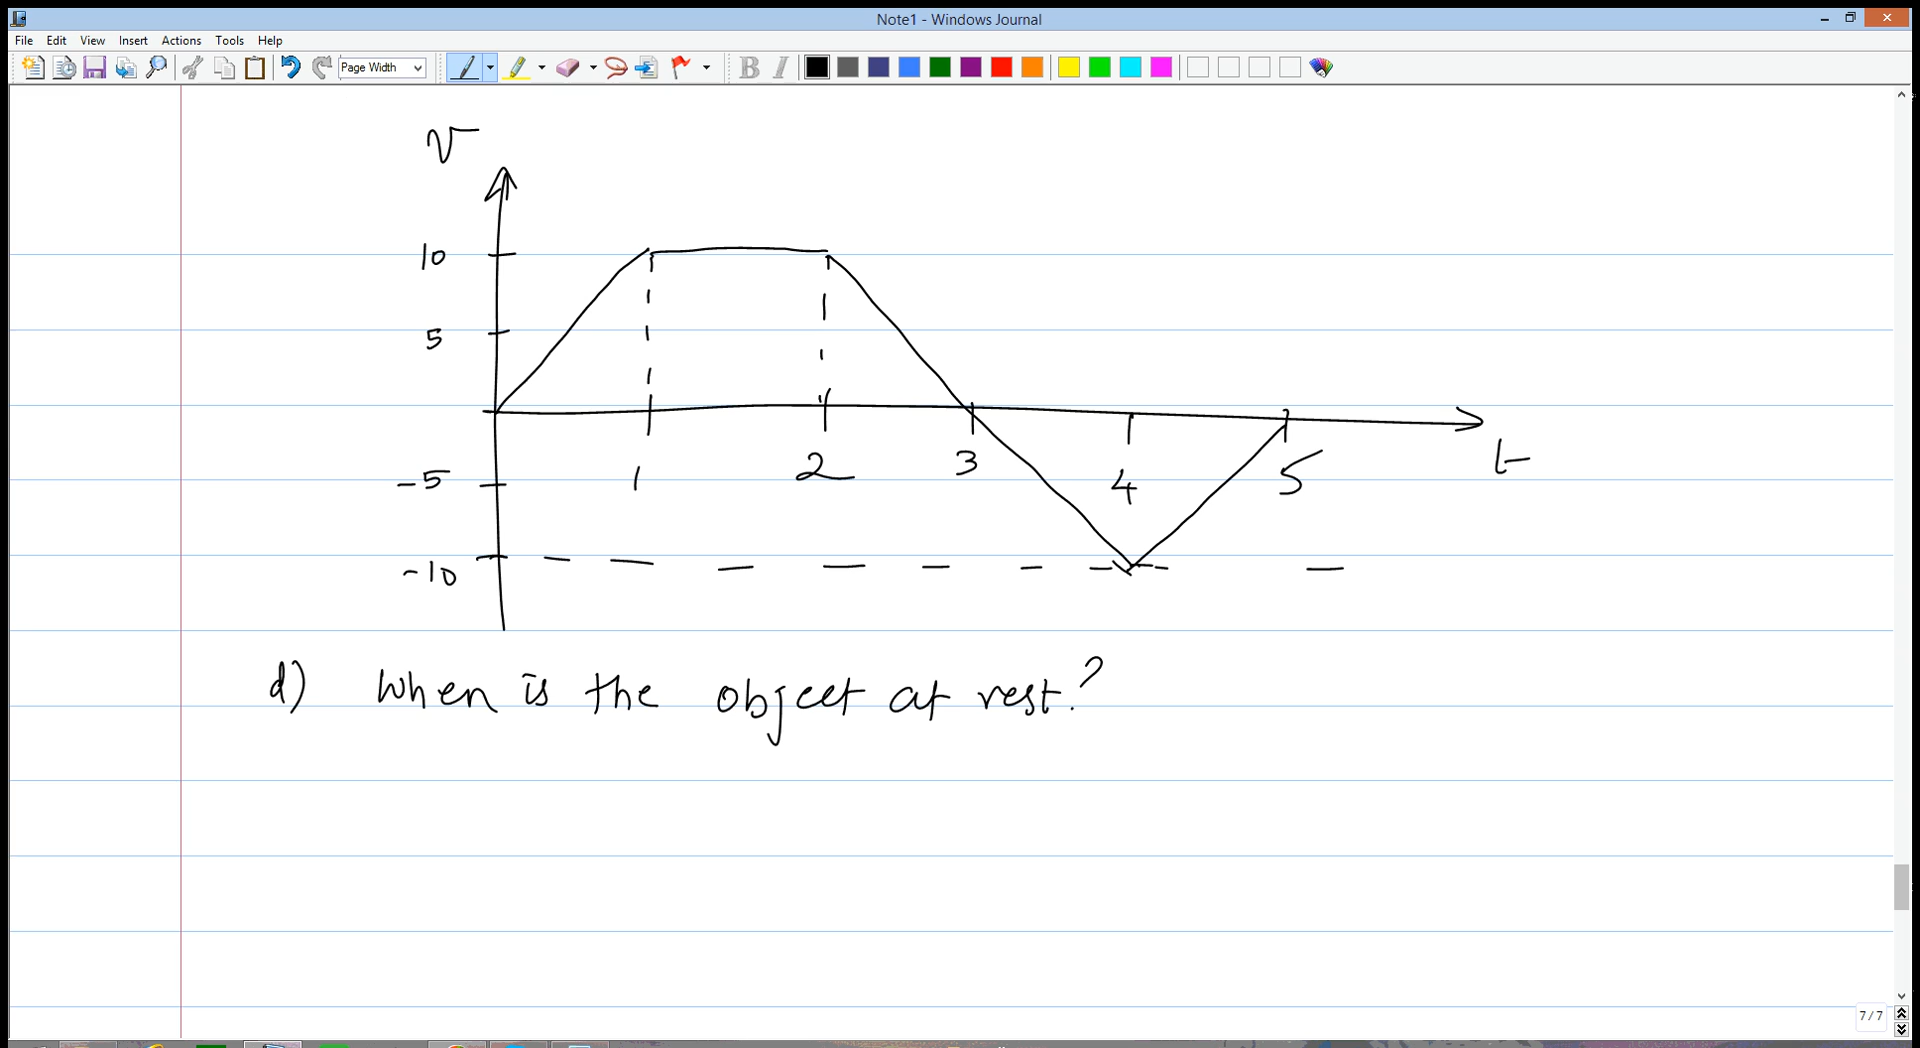 Note1 - Windows Journal
File Edit View Insert Actions Tools Help
Page Width B I
v
10
5
1 2 3 4 5 t
-5
-10
d) When is the object at rest?
7/7